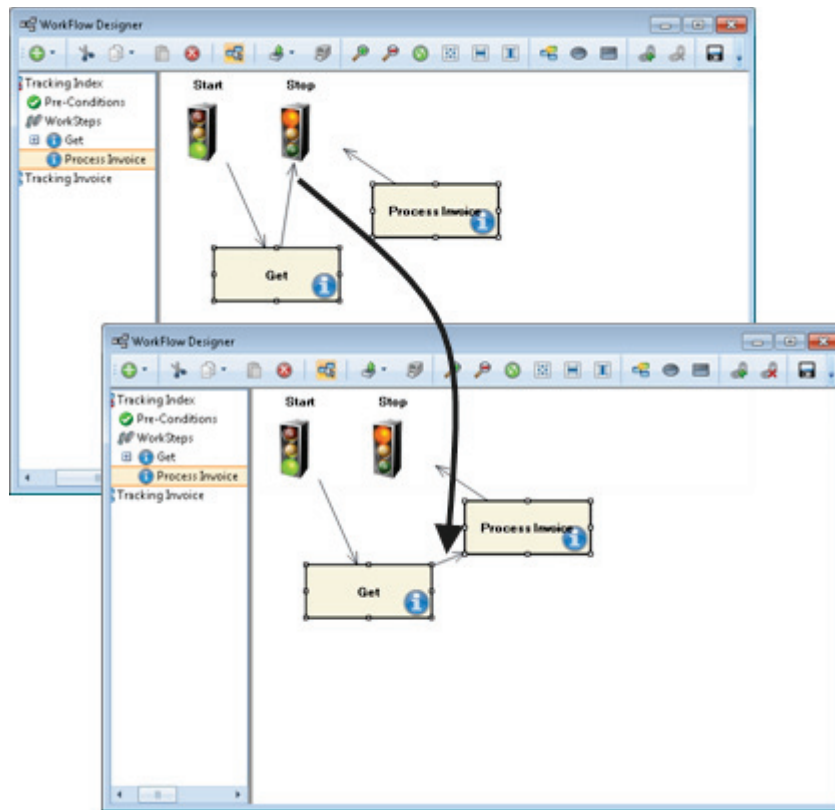 WorkFlow Designer
Tracking Index
Pre-Conditions
WorkSteps
Get
Process Invoice
Tracking Invoice
Start Stop
Process Invoice
Get
WorkFlow Designer
Tracking Index
Pre-Conditions
WorkSteps
Get
Process Invoice
Tracking Invoice
Start Stop
Process Invoice
Get